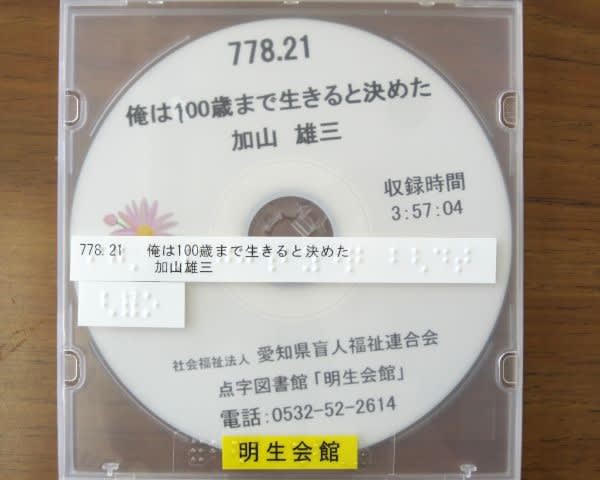 778.21
俺は100歳まで生きると決めた
加山 雄三
収録時間
3:57:04
778.21 俺は100歳まで生きると決めた
加山雄三
社会福祉法人 愛知県盲人福祉連合会
点字図書館「明生会館」
電話:0532-52-2614
明生会館